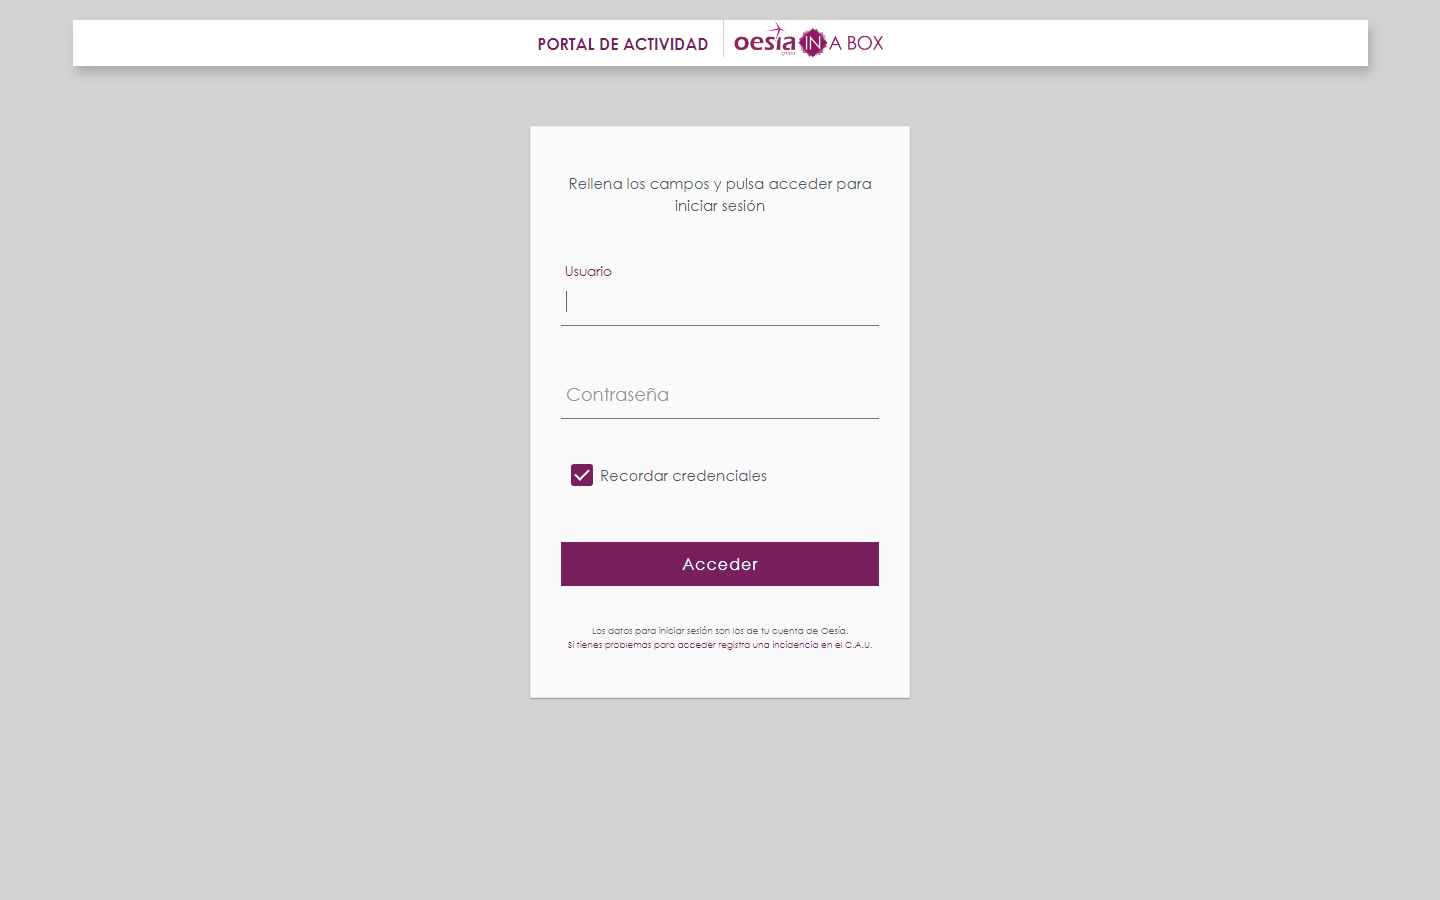 PORTAL DE ACTIVIDAD
oesía IN A BOX
grupo
Rellena los campos y pulsa acceder para
iniciar sesión
Usuario
Contraseña
Recordar credenciales
Acceder
Los datos para iniciar sesión son los de tu cuenta de Oesía.
Si tienes problemas para acceder registra una incidencia en el C.A.U.